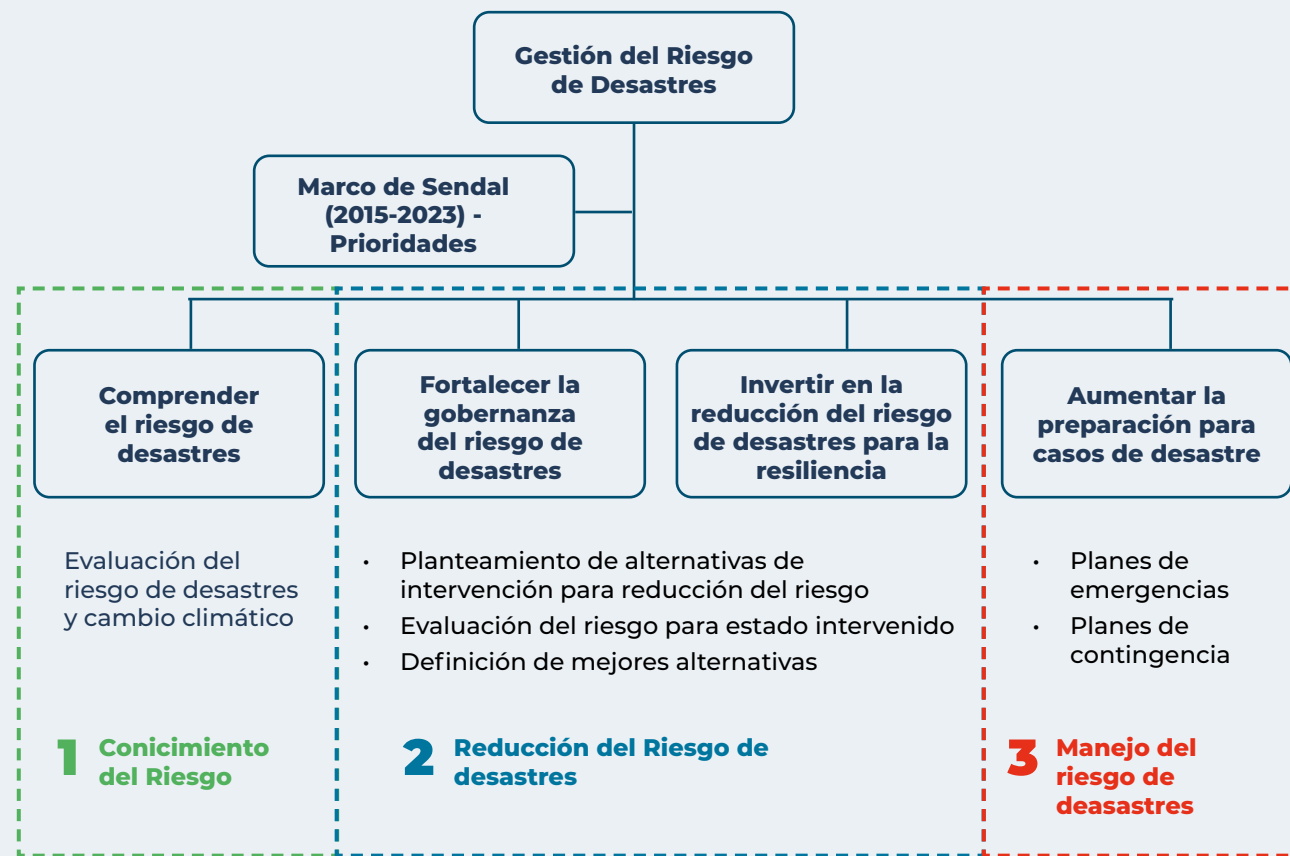 Gestión del Riesgo
de Desastres
Marco de Sendal
(2015-2023) -
Prioridades
Comprender
el riesgo de
desastres
Fortalecer la
gobernanza
del riesgo de
desastres
Invertir en la
reducción del riesgo
de desastres para la
resiliencia
Aumentar la
preparación para
casos de desastre
Evaluación del
riesgo de desastres
y cambio climático
• Planteamiento de alternativas de
intervención para reducción del riesgo
• Evaluación del riesgo para estado intervenido
• Definición de mejores alternativas
• Planes de
emergencias
• Planes de
contingencia
1 Conicimiento
del Riesgo
2 Reducción del Riesgo de
desastres
3 Manejo del
riesgo de
deasastres